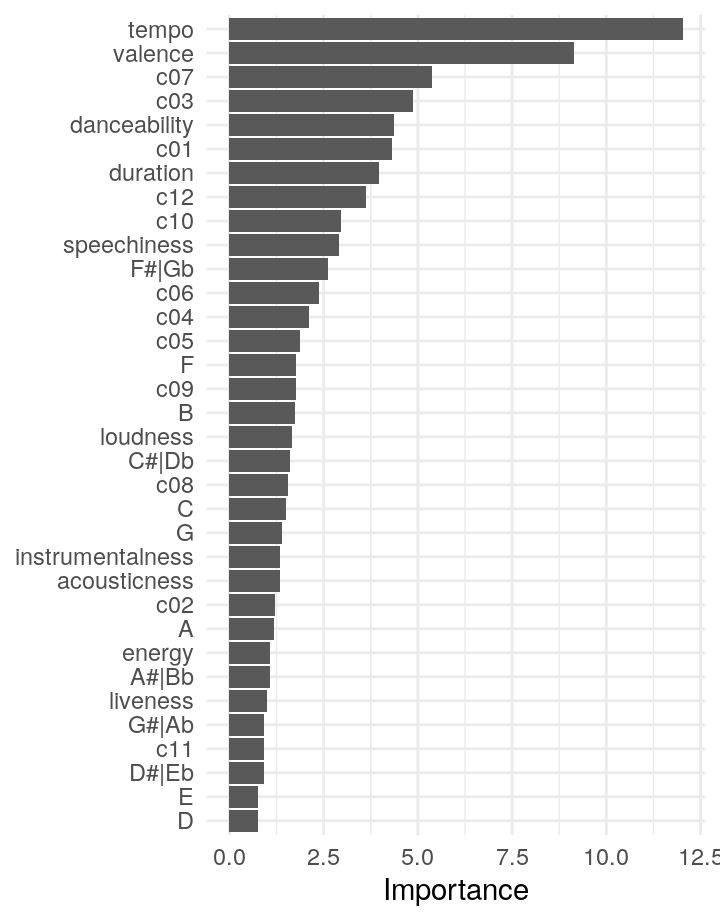 tempo
valence
c07
c03
danceability
c01
duration
c12
c10
speechiness
F#|Gb
c06
c04
c05
F
c09
B
loudness
C#|Db
c08
C
G
instrumentalness
acousticness
c02
A
energy
A#|Bb
liveness
G#|Ab
c11
D#|Eb
E
D
0.0 2.5 5.0 7.5 10.0 12.5
Importance